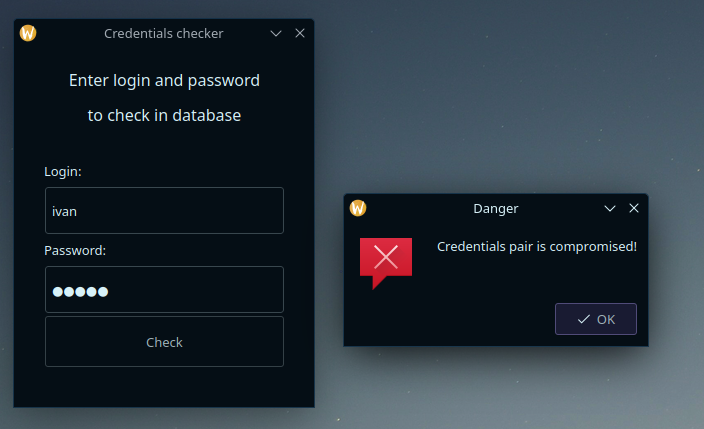 Credentials checker
Enter login and password
to check in database
Login:
ivan
Password:
●●●●●
Check
Danger
Credentials pair is compromised!
OK